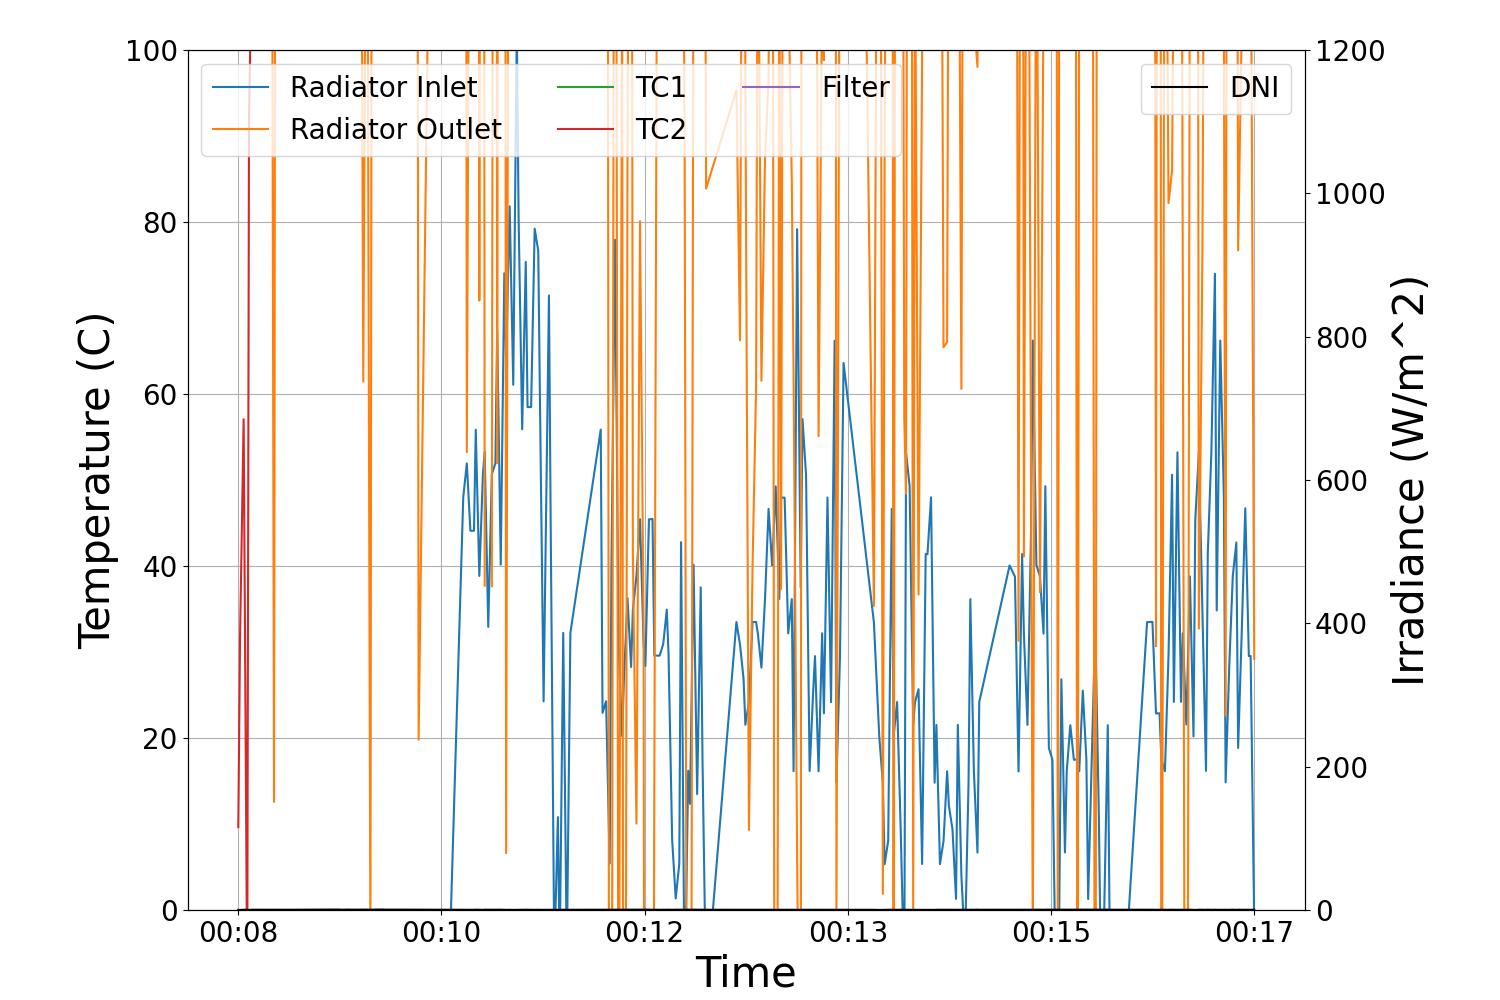 Radiator Inlet
Radiator Outlet
TC1
TC2
Filter
DNI
Temperature (C)
100
80
60
40
20
0
1200
1000
800
600
400
200
0
Irradiance (W/m^2)
00:08 00:10 00:12 00:13 00:15 00:17
Time